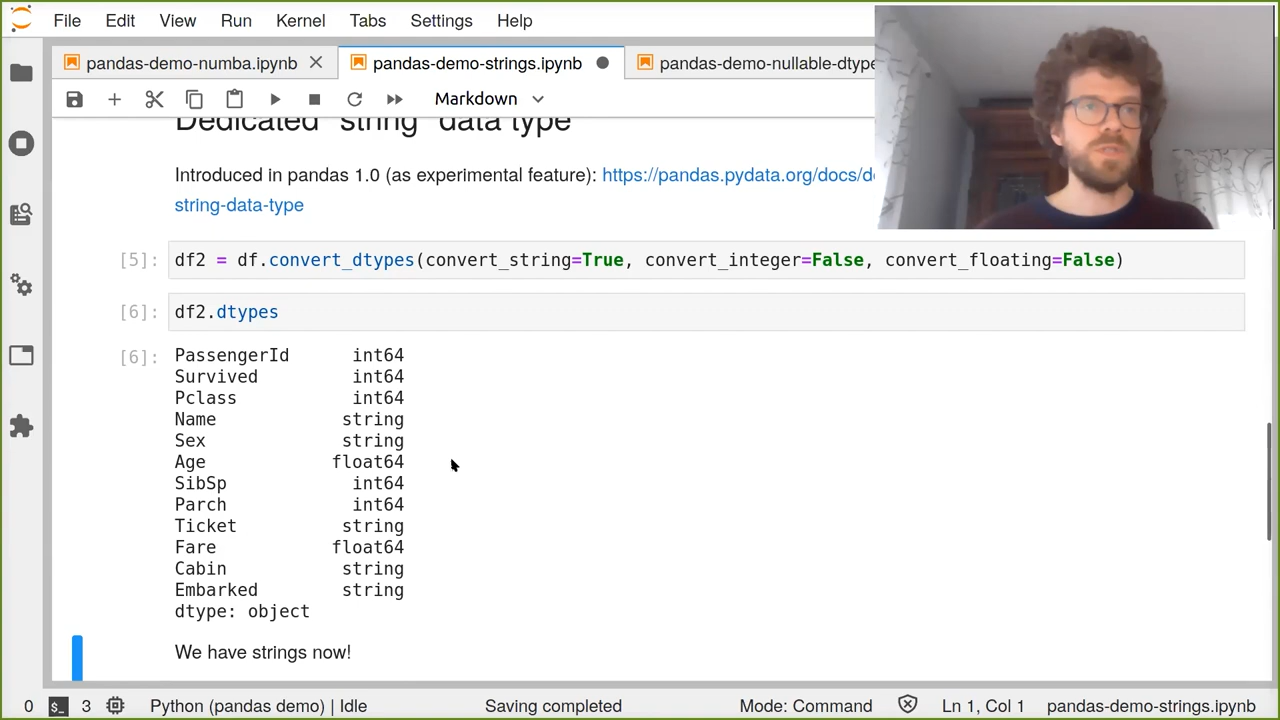 File Edit View Run Kernel Tabs Settings Help
pandas-demo-numba.ipynb pandas-demo-strings.ipynb pandas-demo-nullable-dtype
Markdown
Dedicated "string" data type
Introduced in pandas 1.0 (as experimental feature): https://pandas.pydata.org/docs/d
string-data-type
[5]: df2 = df.convert_dtypes(convert_string=True, convert_integer=False, convert_floating=False)
[6]: df2.dtypes
[6]: PassengerId int64
Survived int64
Pclass int64
Name string
Sex string
Age float64
SibSp int64
Parch int64
Ticket string
Fare float64
Cabin string
Embarked string
dtype: object
We have strings now!
0 $_ 3 Python (pandas demo) | Idle Saving completed Mode: Command Ln 1, Col 1 pandas-demo-strings.ipynb